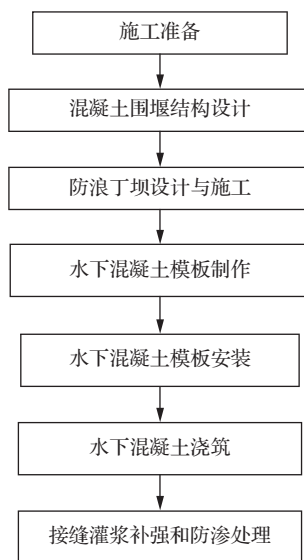 施工准备
混凝土围堰结构设计
防浪丁坝设计与施工
水下混凝土模板制作
水下混凝土模板安装
水下混凝土浇筑
接缝灌浆补强和防渗处理